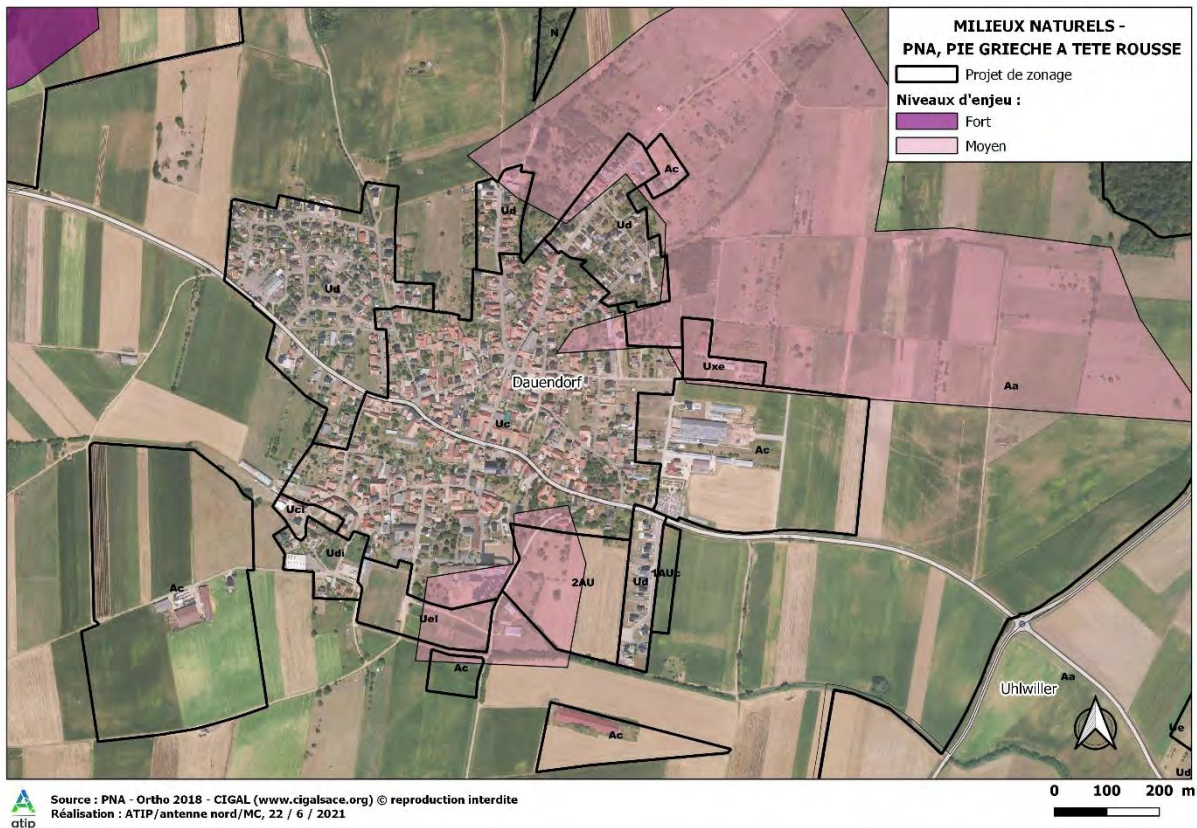 MILIEUX NATURELS -
PNA, PIE GRIECHE A TETE ROUSSE
Projet de zonage
Niveaux d'enjeu :
Fort
Moyen
N
Ac
Ud
Ud
Ud
Uxe
Aa
Dauendorf
Uc
Ac
Udi
Ac
2AU
Ud
1AUc
Uel
Ac
Ac
Uhlwiller
Aa
Ue
Ud
Source : PNA - Ortho 2018 - CIGAL (www.cigalsace.org) © reproduction interdite
Réalisation : ATIP/antenne nord/MC, 22 / 6 / 2021
atip
0 100 200 m